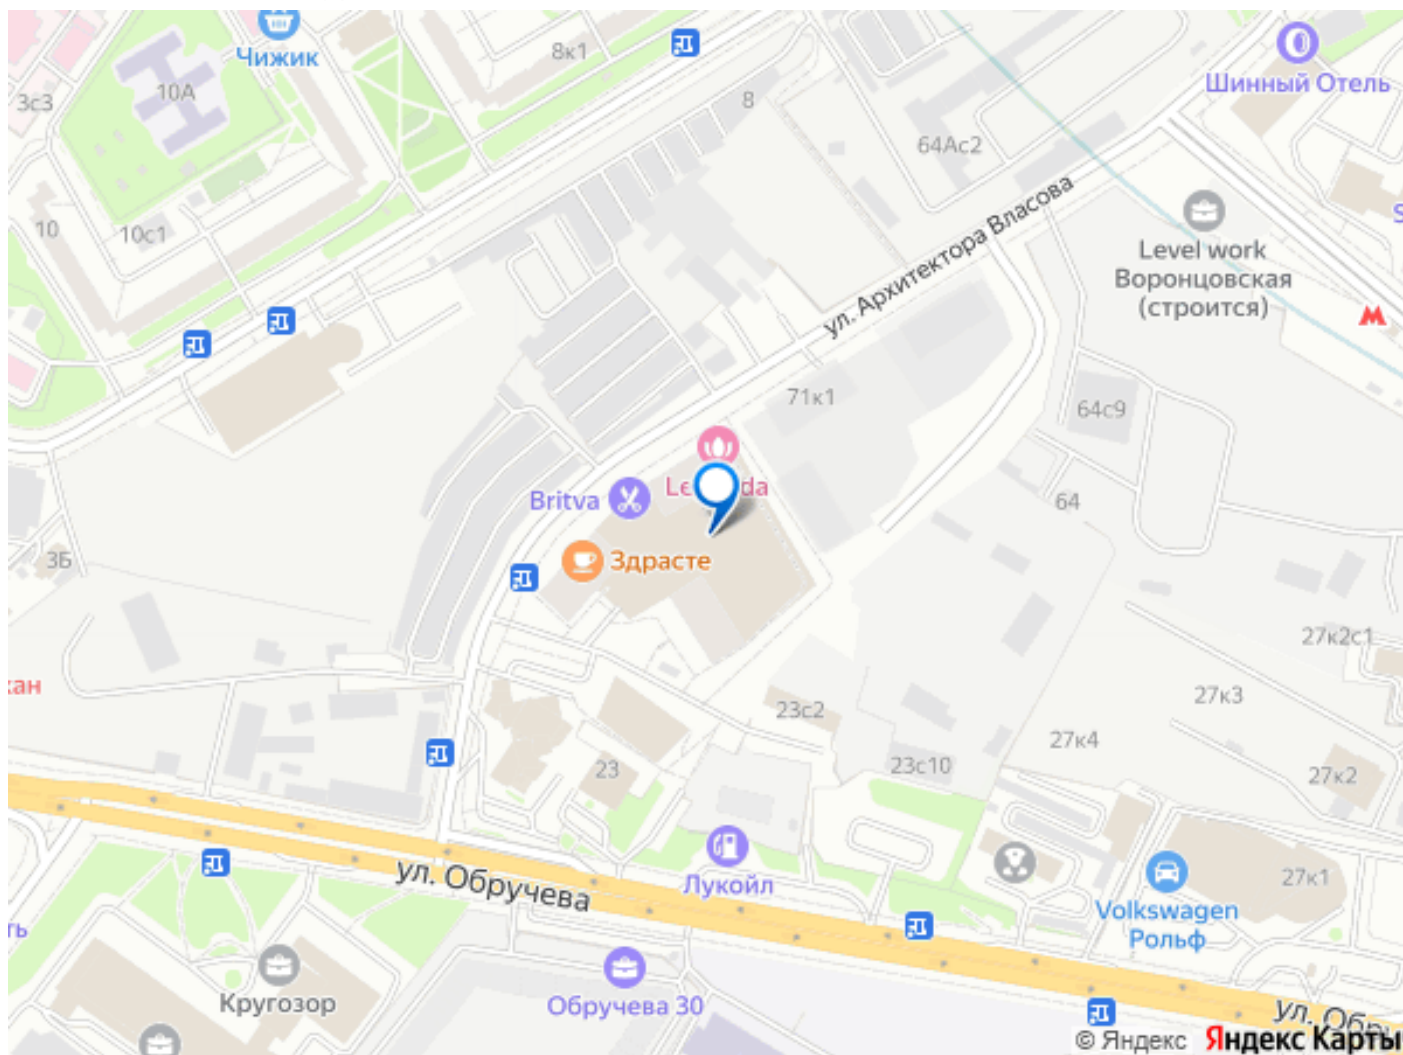 Чижик
8к1
Шинный Отель
3с3
10А
8
64Ас2
10
10с1
ул. Архитектора Власова
Level work
Воронцовская
(строится)
71к1
64с9
Britva
64
Здрасте
3Б
27к2с1
27к3
23с2
27к4
23
23с10
27к2
ул. Обручева
Лукойл
27к1
Volkswagen
Рольф
Кругозор
Обручева 30
© Яндекс
Яндекс Карты